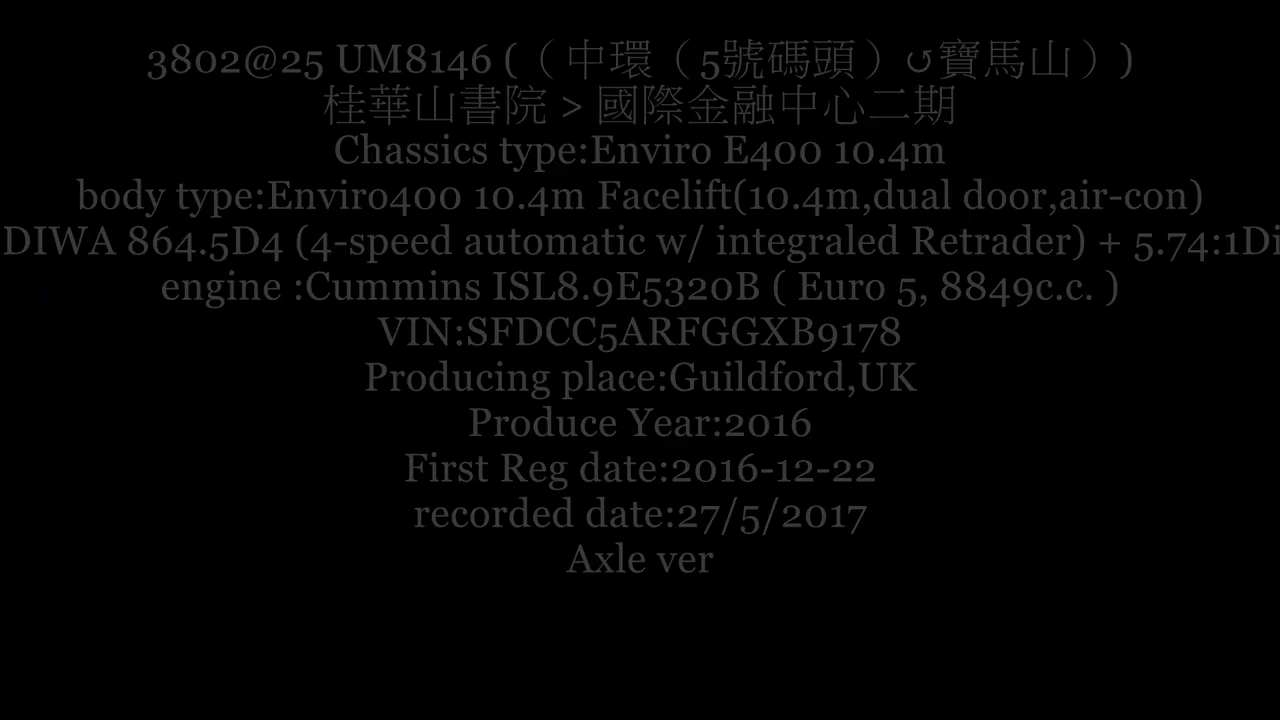 3802@25 UM8146 (（中環（5號碼頭）↺寶馬山）)
桂華山書院 > 國際金融中心二期
Chassics type:Enviro E400 10.4m
body type:Enviro400 10.4m Facelift(10.4m,dual door,air-con)
DIWA 864.5D4 (4-speed automatic w/ integraled Retrader) + 5.74:1Di
engine :Cummins ISL8.9E5320B ( Euro 5, 8849c.c. )
VIN:SFDCC5ARFGGXB9178
Producing place:Guildford,UK
Produce Year:2016
First Reg date:2016-12-22
recorded date:27/5/2017
Axle ver